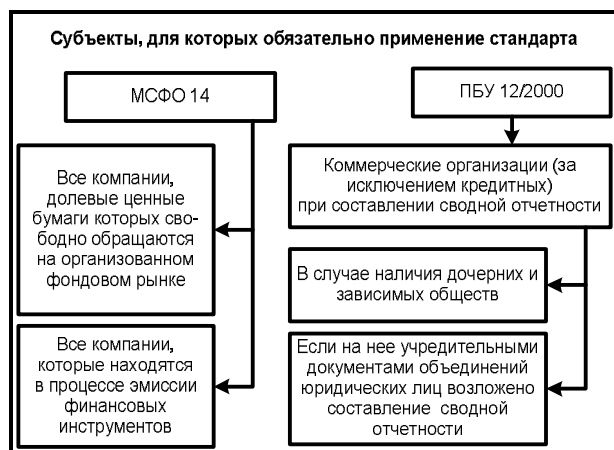 Субъекты, для которых обязательно применение стандарта
МСФО 14
ПБУ 12/2000
Все компании,
долевые ценные
бумаги которых сво-
бодно обращаются
на организованном
фондовом рынке
Все компании,
которые находятся
в процессе эмиссии
финансовых
инструментов
Коммерческие организации (за
исключением кредитных)
при составлении сводной отчетности
В случае наличия дочерних и
зависимых обществ
Если на нее учредительными
документами объединений
юридических лиц возложено
составление сводной
отчетности